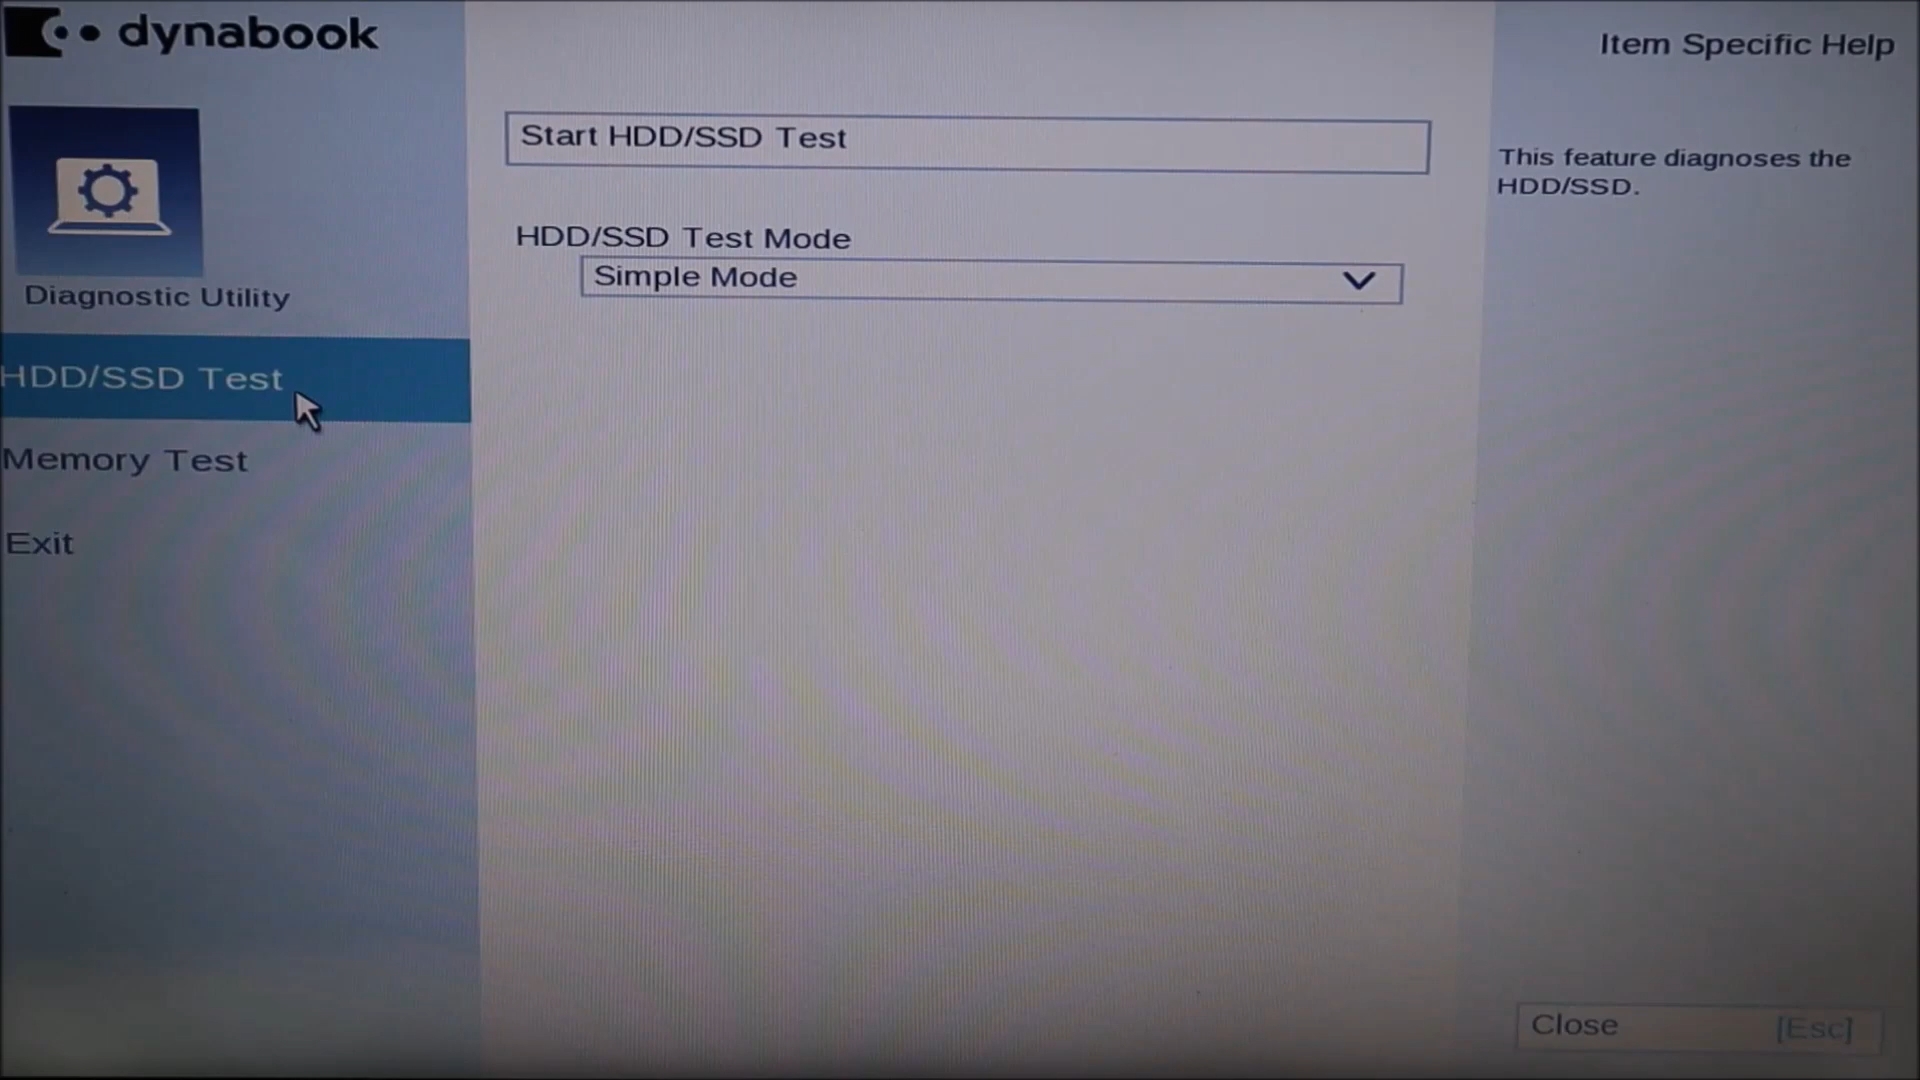 dynabook
Item Specific Help
Start HDD/SSD Test
This feature diagnoses the
HDD/SSD.
HDD/SSD Test Mode
Simple Mode
Diagnostic Utility
HDD/SSD Test
Memory Test
Exit
Close [Esc]